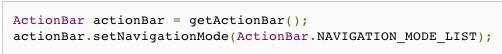 ActionBar actionBar = getActionBar();
actionBar.setNavigationMode(ActionBar.NAVIGATION_MODE_LIST);